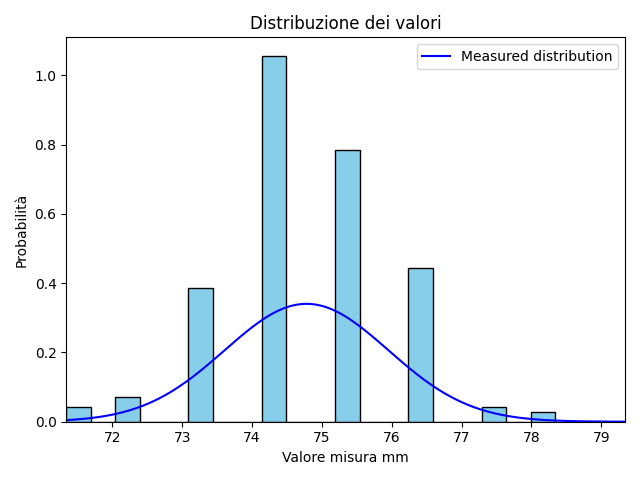 Distribuzione dei valori
Measured distribution
1.0
0.8
0.6
0.4
0.2
0.0
Probabilità
72 73 74 75 76 77 78 79
Valore misura mm